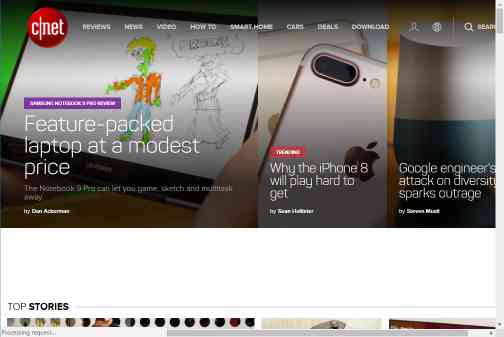 c|net
REVIEWS NEWS VIDEO HOW TO SMART HOME CARS DEALS DOWNLOAD SEAR
SAMSUNG NOTEBOOK 9 PRO REVIEW
Feature-packed
laptop at a modest
price
The Notebook 9 Pro can let you game, sketch and multitask
away.
by Dan Ackerman
TRENDING
Why the iPhone 8
will play hard to
get
by Sean Hollister
Google engineer's
attack on diversity
sparks outrage
by Steven Musil
TOP STORIES
Processing request...